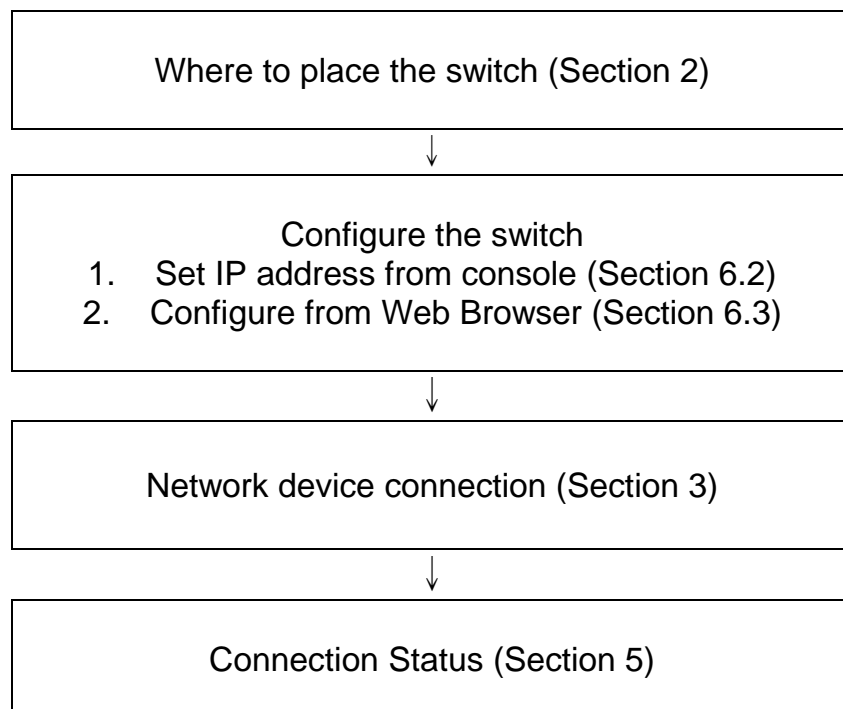 Where to place the switch (Section 2)
Configure the switch
1. Set IP address from console (Section 6.2)
2. Configure from Web Browser (Section 6.3)
Network device connection (Section 3)
Connection Status (Section 5)